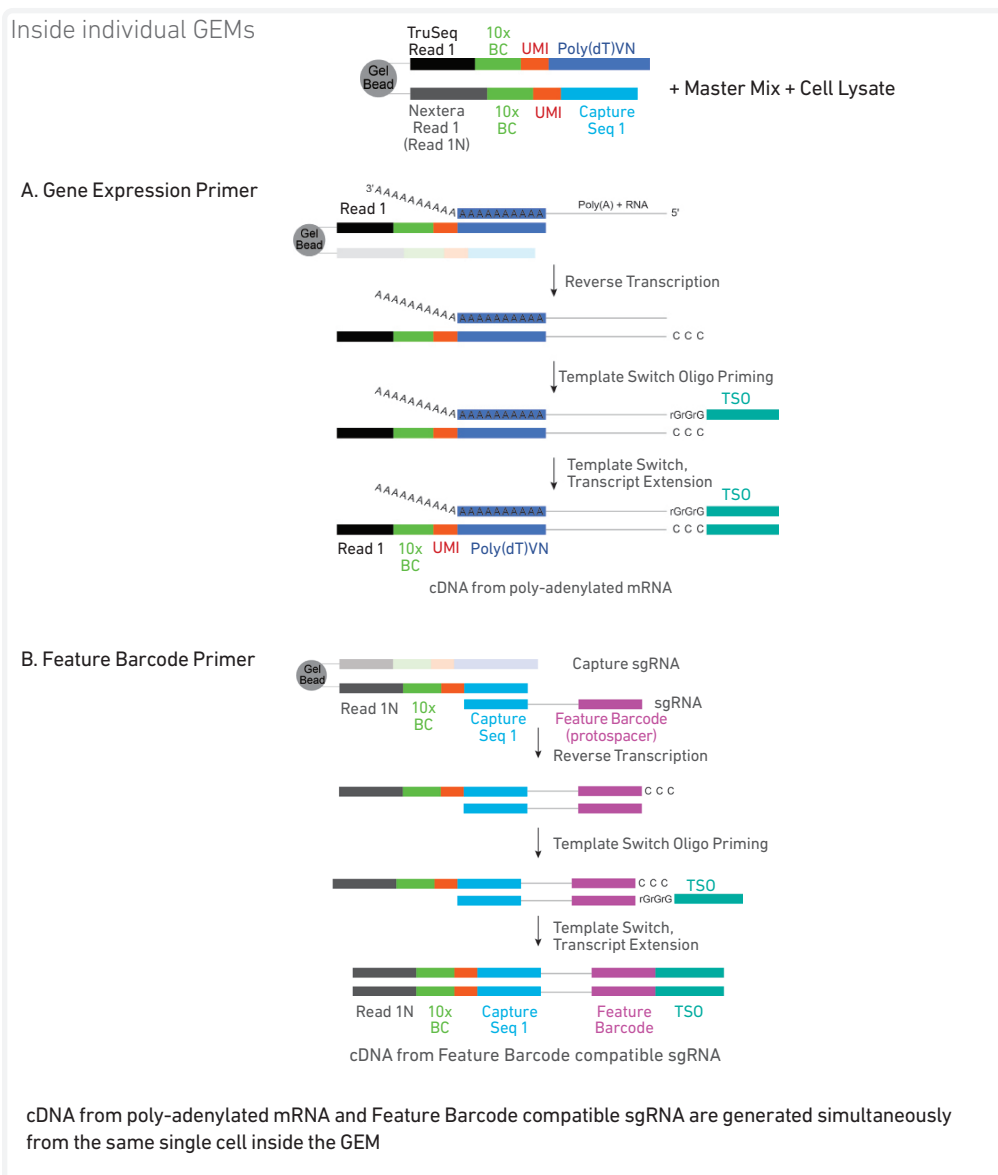 Inside individual GEMs
TruSeq
Read 1
10x
BC
UMI
Poly(dT)VN
Gel
Bead
+ Master Mix + Cell Lysate
Nextera
Read 1
(Read 1N)
10x
BC
UMI
Capture
Seq 1
A. Gene Expression Primer
3'AAAAAAAAAA
Read 1
AAAAAAAAAA
Poly(A) + RNA
5'
Gel
Bead
Reverse Transcription
AAAAAAAAAA
AAAAAAAAAA
C C C
Template Switch Oligo Priming
TSO
AAAAAAAAAA
AAAAAAAAAA
rGrGrG
C C C
Template Switch,
Transcript Extension
TSO
AAAAAAAAAA
AAAAAAAAAA
rGrGrG
C C C
Read 1
10x
BC
UMI
Poly(dT)VN
cDNA from poly-adenylated mRNA
B. Feature Barcode Primer
Gel
Bead
Capture sgRNA
Read 1N
10x
BC
Capture
Seq 1
sgRNA
Feature Barcode
(protospacer)
Reverse Transcription
C C C
Template Switch Oligo Priming
C C C
TSO
rGrGrG
Template Switch,
Transcript Extension
Read 1N
10x
BC
Capture
Seq 1
Feature
Barcode
TSO
cDNA from Feature Barcode compatible sgRNA
cDNA from poly-adenylated mRNA and Feature Barcode compatible sgRNA are generated simultaneously
from the same single cell inside the GEM